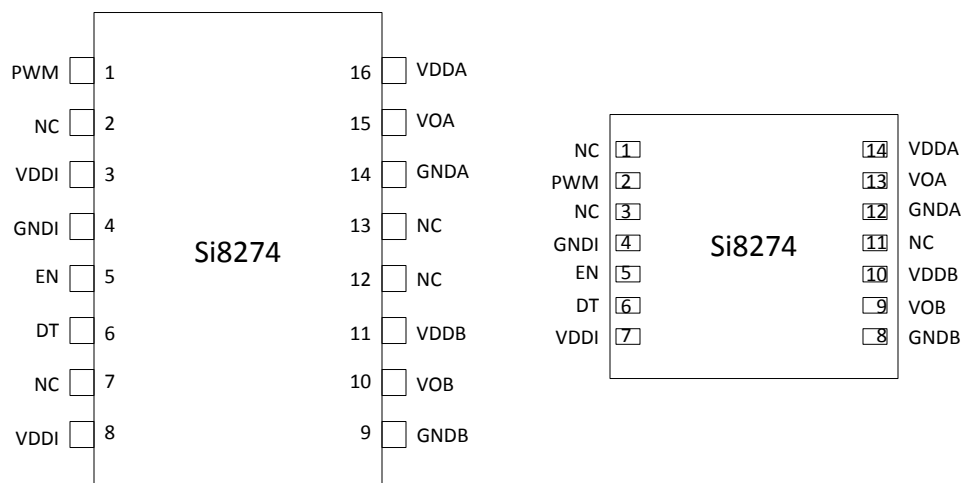 PWM 1 16 VDDA
NC 2 15 VOA
VDDI 3 14 GNDA
GNDI 4 13 NC
Si8274
EN 5 12 NC
DT 6 11 VDDB
NC 7 10 VOB
VDDI 8 9 GNDB
NC 1 14 VDDA
PWM 2 13 VOA
NC 3 12 GNDA
GNDI 4 Si8274 11 NC
EN 5 10 VDDB
DT 6 9 VOB
VDDI 7 8 GNDB